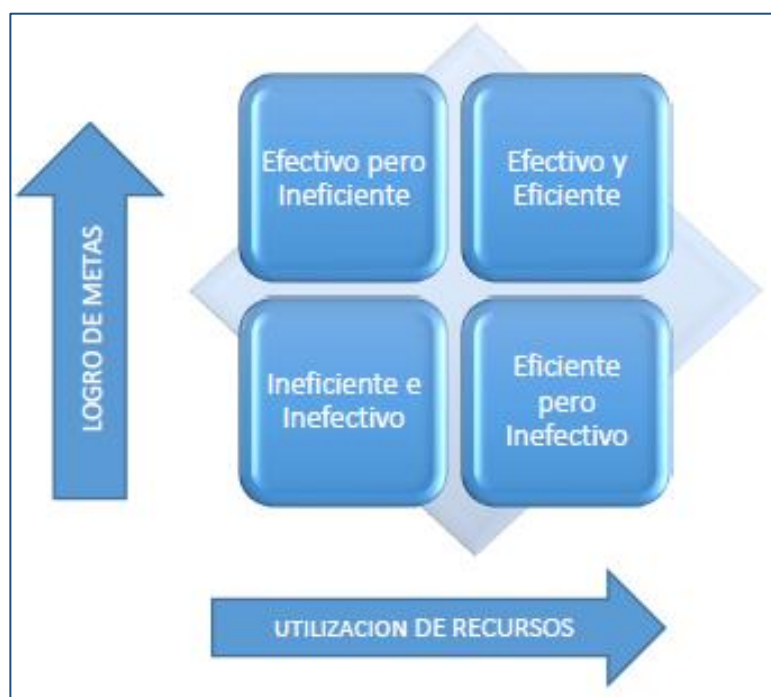 Efectivo pero
Ineficiente
Efectivo y
Eficiente
LOGRO DE METAS
Ineficiente e
Inefectivo
Eficiente
pero
Inefectivo
UTILIZACION DE RECURSOS